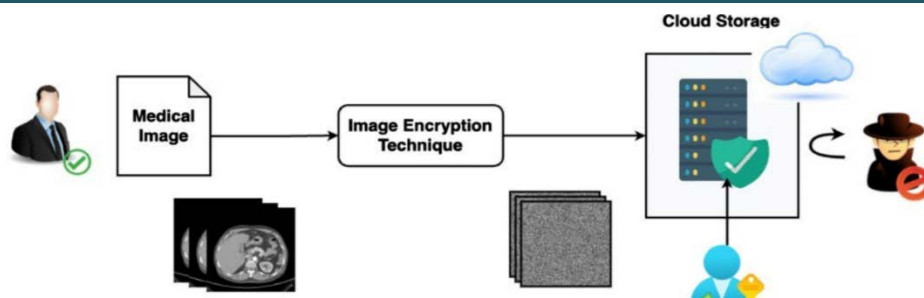 Cloud Storage
Medical
Image
Image Encryption
Technique